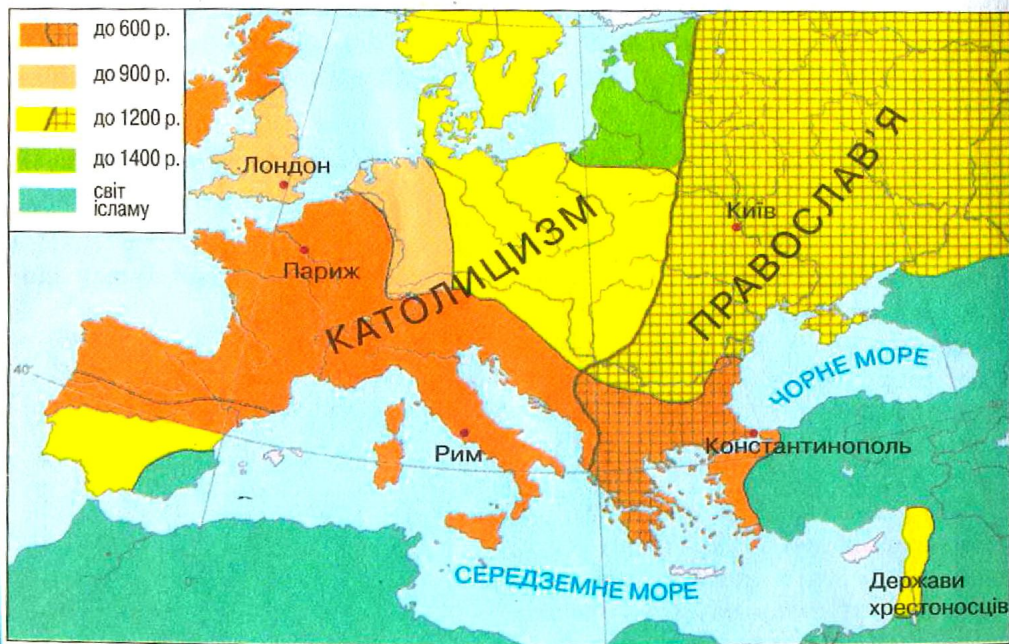 до 600 р.
до 900 р.
до 1200 р.
до 1400 р.
світ
ісламу
Лондон
Париж
КАТОЛИЦИЗМ
ПРАВОСЛАВ'Я
Київ
40°
ЧОРНЕ МОРЕ
Рим
Константинополь
СЕРЕДЗЕМНЕ МОРЕ
Держави
хрестоносців